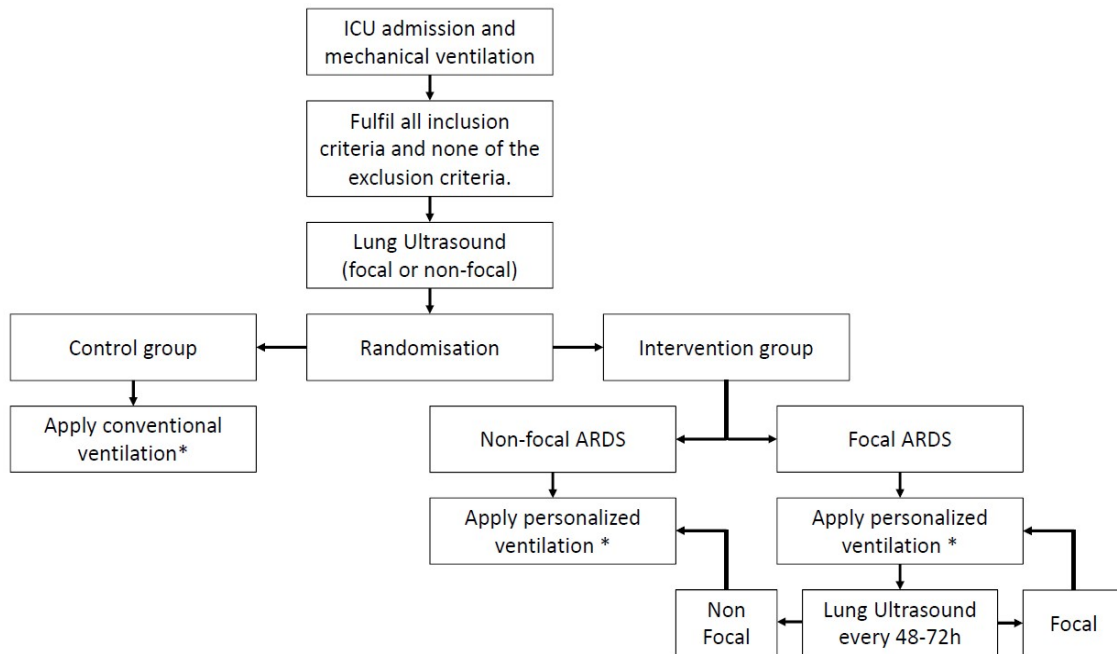 ICU admission and
mechanical ventilation
Fulfil all inclusion
criteria and none of the
exclusion criteria.
Lung Ultrasound
(focal or non-focal)
Control group
Randomisation
Intervention group
Apply conventional
ventilation*
Non-focal ARDS
Focal ARDS
Apply personalized
ventilation *
Apply personalized
ventilation *
Non
Focal
Lung Ultrasound
every 48-72h
Focal